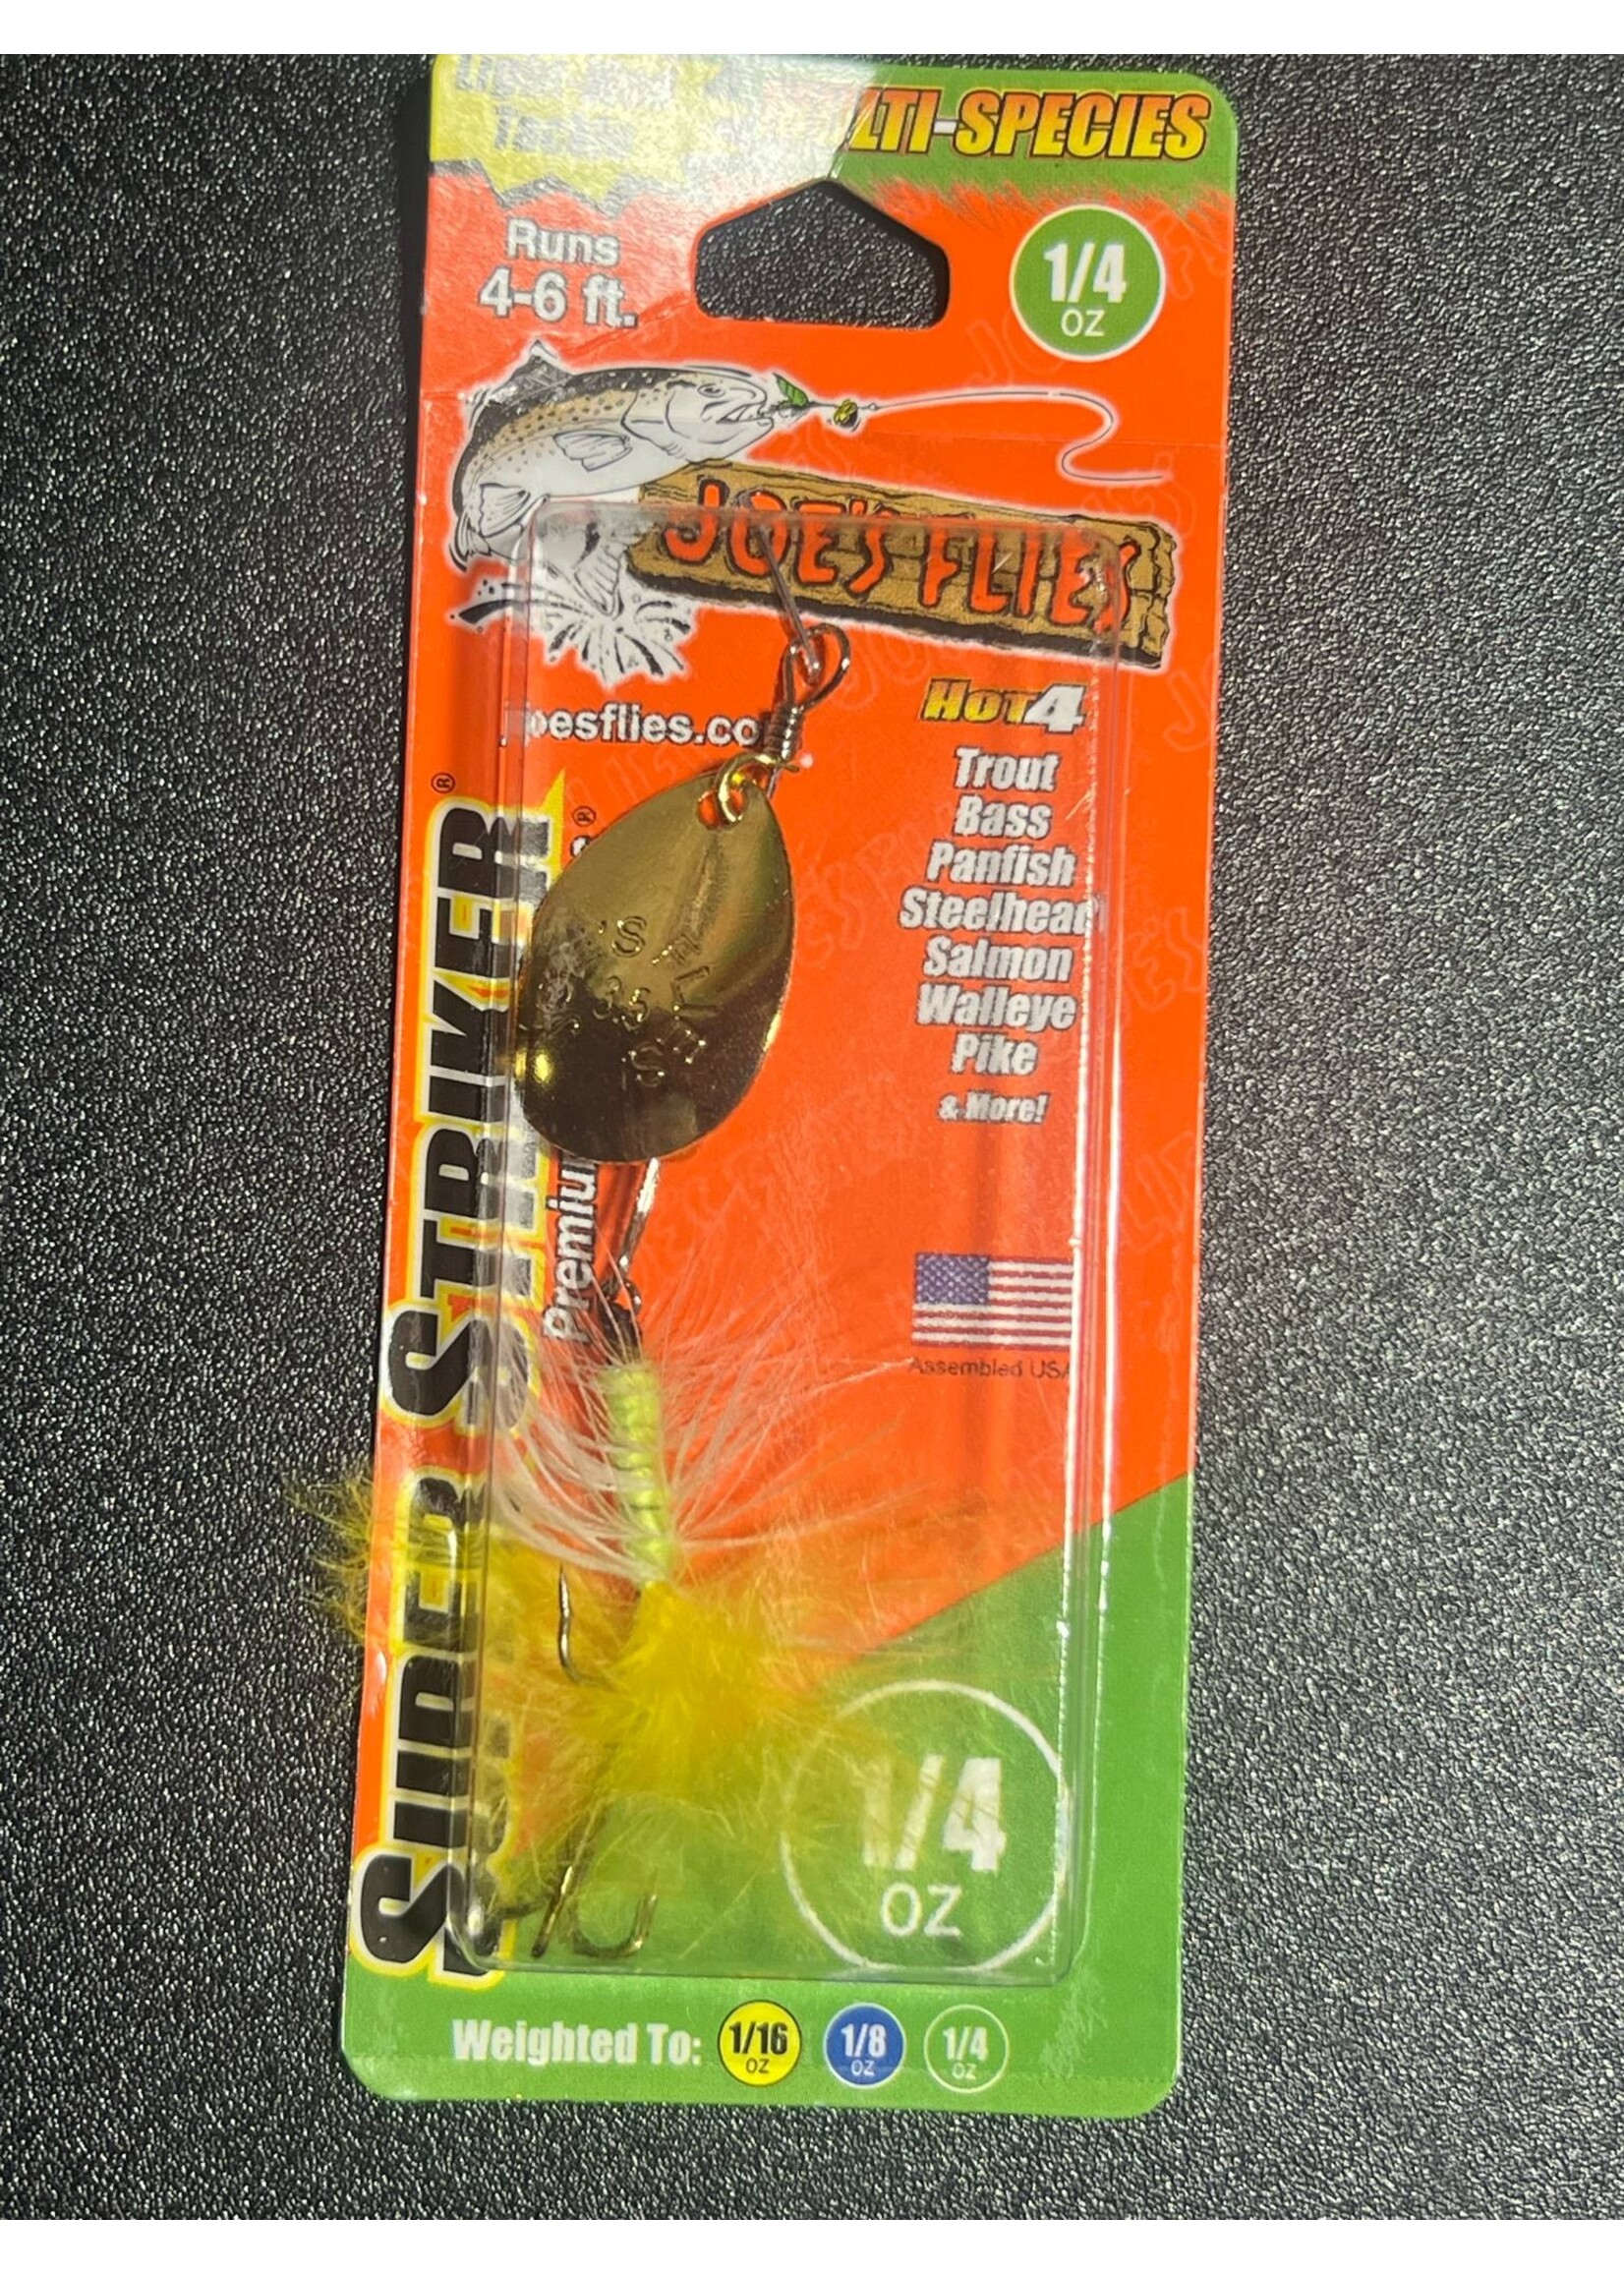 MULTI-SPECIES
Runs
4-6 ft.
1/4
OZ
JOE'S FLIES
joesflies.co
HOT4
Trout
Bass
Panfish
Steelhead
Salmon
Walleye
Pike
& More!
SUPER STRIKER®
Assembled USA
1/4
OZ
Weighted To: 1/16 OZ 1/8 OZ 1/4 OZ